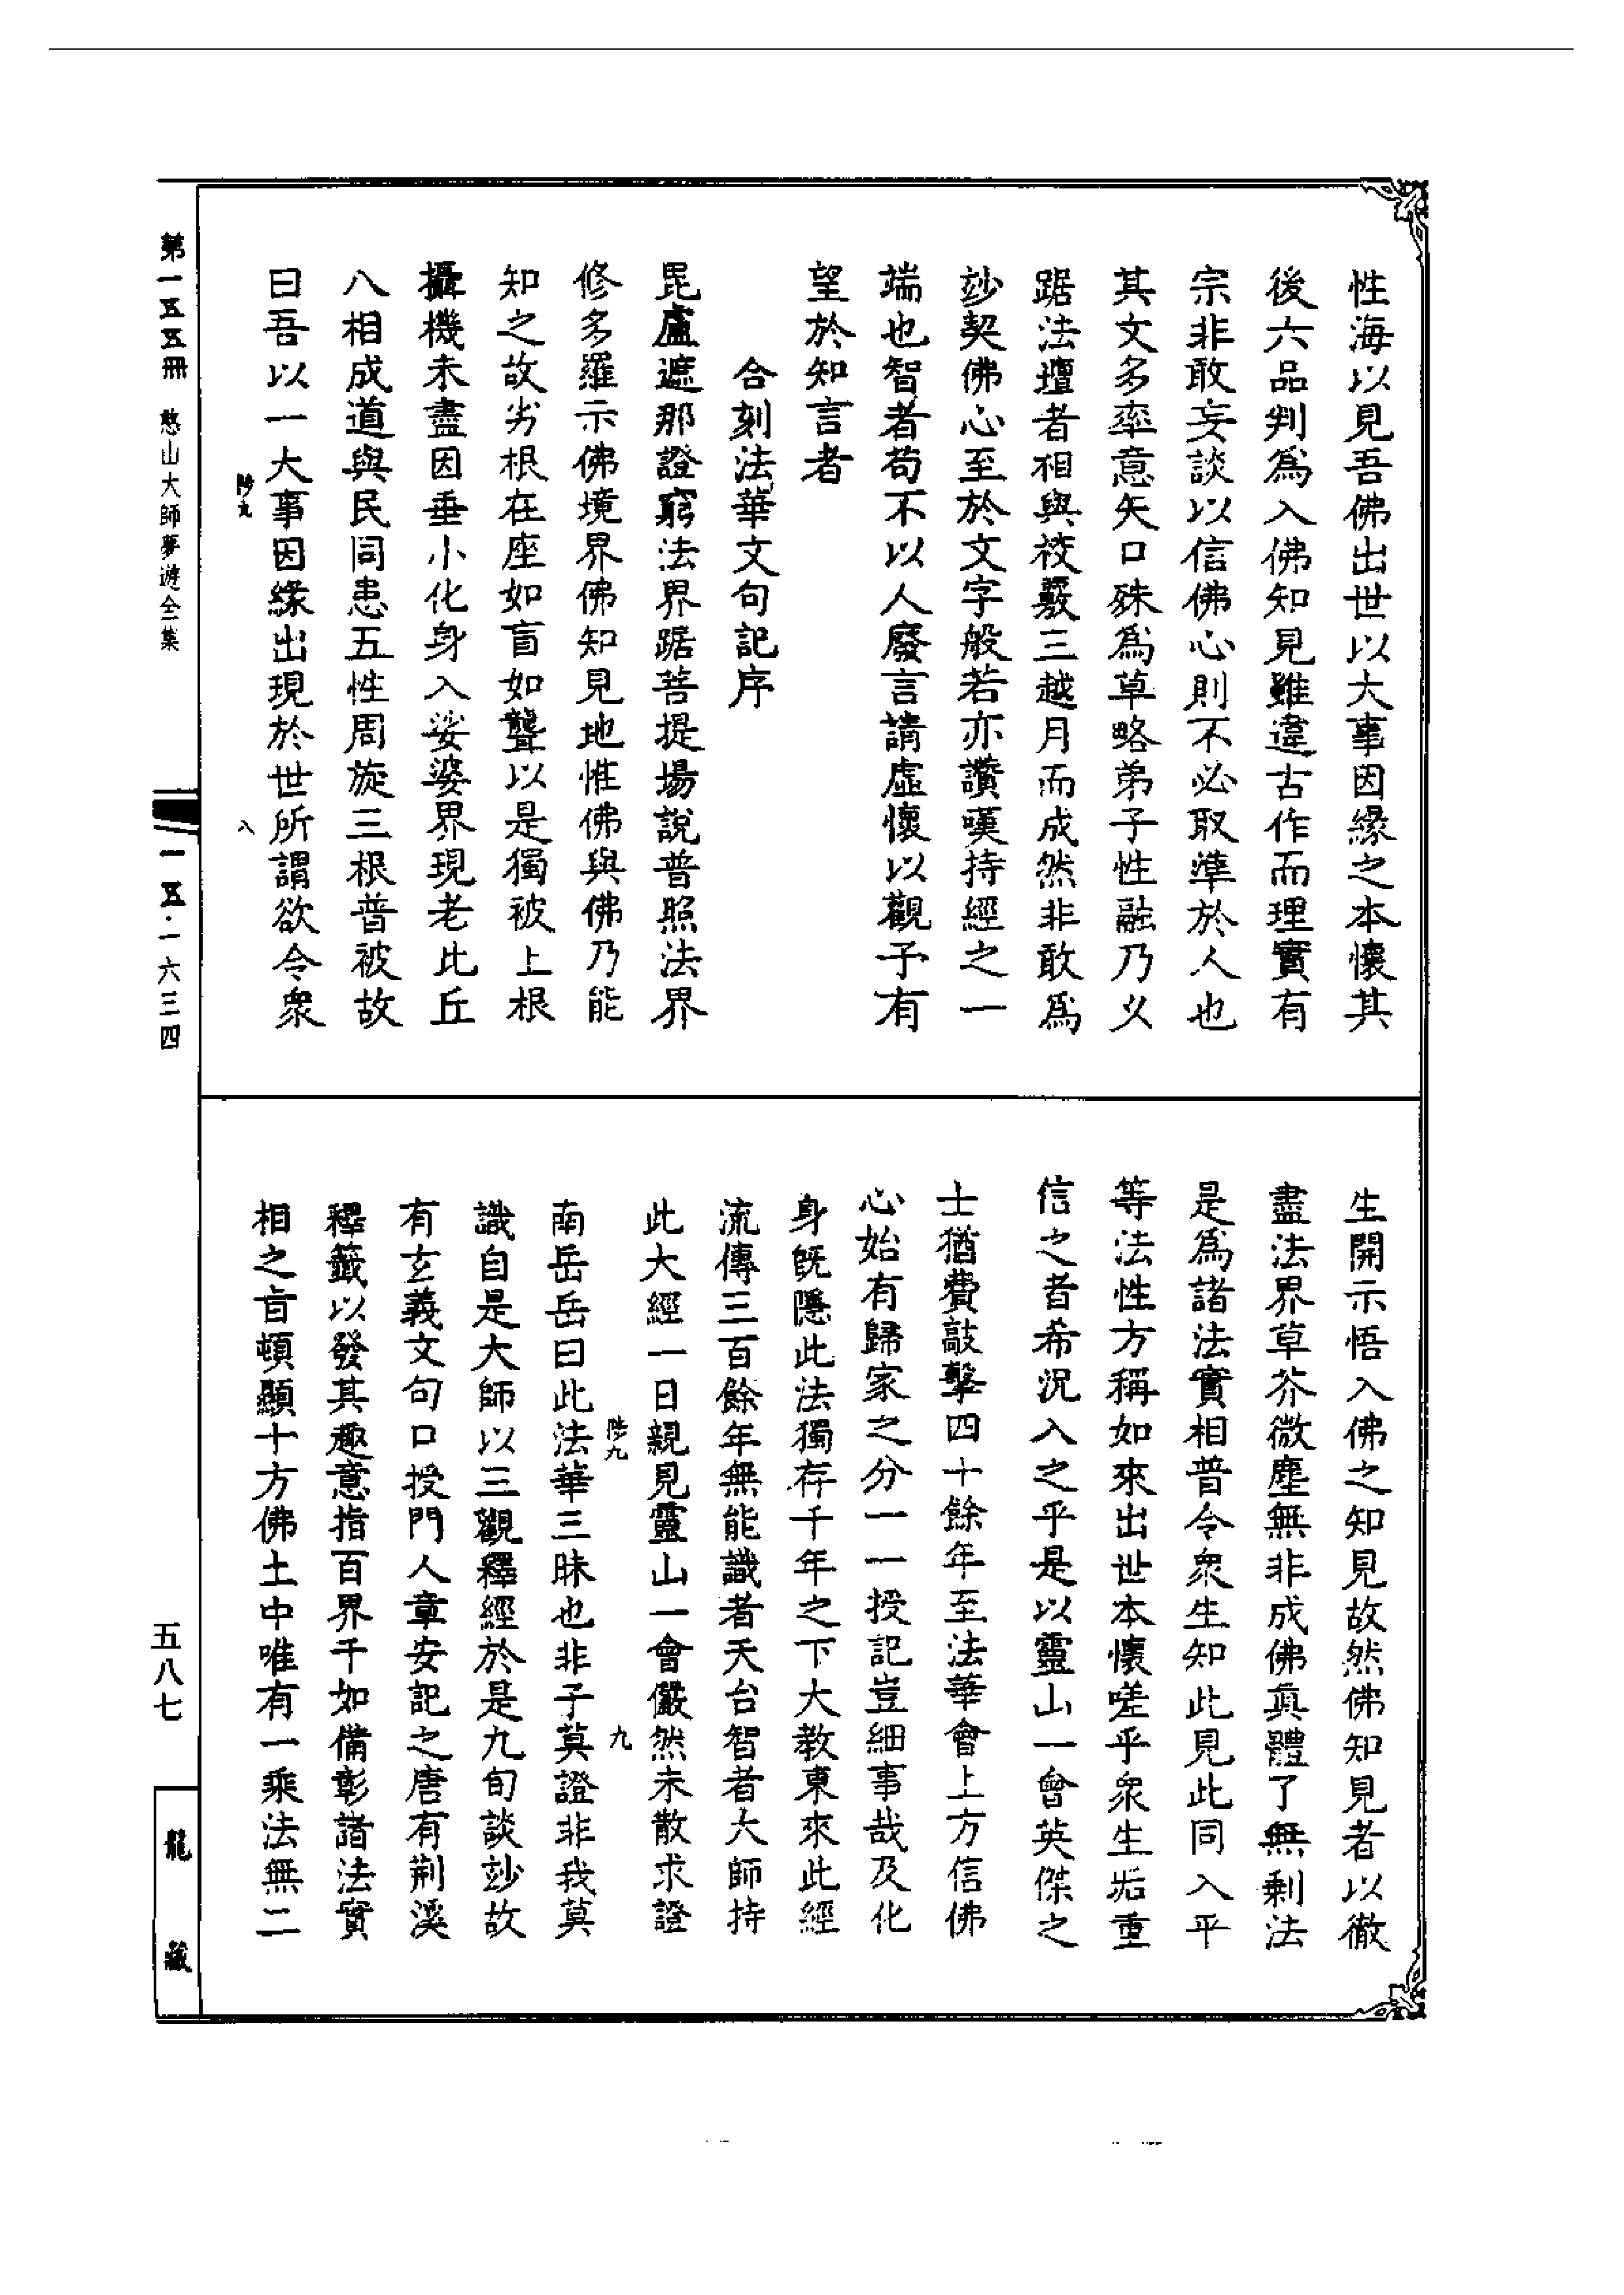 性海以見吾佛出世以大事因緣之本懷其
後六品判爲入佛知見雖違古作而理實有
宗非敢妄談以信佛心則不必取準於人也
其文多率意矢口殊爲草略弟子性融乃乂
踞法壇者相與校覈三越月而成然非敢爲
玅契佛心至於文字般若亦讚嘆持經之一
端也智者苟不以人廢言請虛懷以觀予有
望於知言者
合刻法華文句記序
毘盧遮那證窮法界踞菩提場說普照法界
修多羅示佛境界佛知見地惟佛與佛乃能
知之故劣根在座如盲如聾以是獨被上根
攝機未盡因垂小化身入娑婆界現老比丘
八相成道與民同患五性周旋三根普被故
曰吾以一大事因緣出現於世所謂欲令衆
陟九
八
生開示悟入佛之知見故然佛知見者以徹
盡法界草芥微塵無非成佛真體了無剩法
是爲諸法實相普令衆生知此見此同入平
等法性方稱如來出世本懷嗟乎衆生垢重
信之者希況入之乎是以靈山一會英傑之
士猶費敲擊四十餘年至法華會上方信佛
心始有歸家之分一一授記豈細事哉及化
身既隱此法獨存千年之下大教東來此經
流傳三百餘年無能識者天台智者大師持
此大經一日親見靈山一會儼然未散求證
陟九
九
南岳岳曰此法華三昧也非子莫證非我莫
識自是大師以三觀釋經於是九旬談玅故
有玄義文句口授門人章安記之唐有荆溪
釋籤以發其趣意指百界千如備彰諸法實
相之旨頓顯十方佛土中唯有一乘法無二
第一五五冊
憨山大師夢遊全集
一五·一六三四
五八七
龍藏